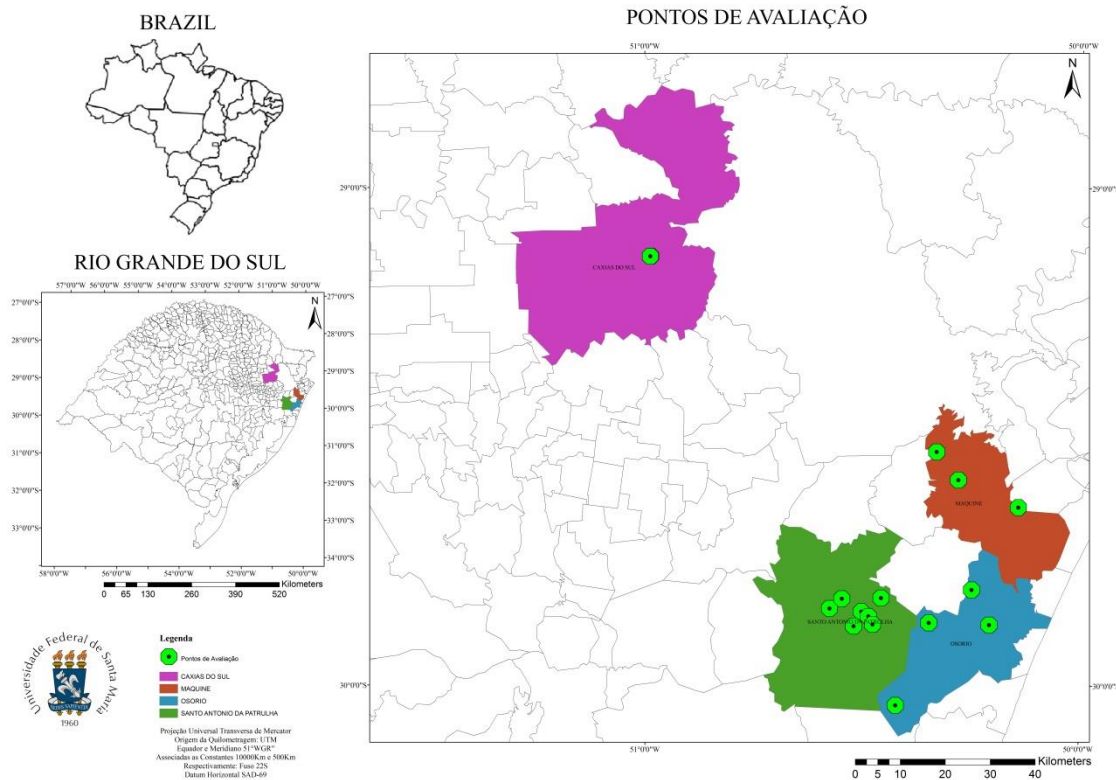 BRAZIL
RIO GRANDE DO SUL
57°0'0"W 56°0'0"W 55°0'0"W 54°0'0"W 53°0'0"W 52°0'0"W 51°0'0"W 50°0'0"W
27°0'0"S
28°0'0"S
29°0'0"S
30°0'0"S
31°0'0"S
32°0'0"S
33°0'0"S
27°0'0"S
28°0'0"S
29°0'0"S
30°0'0"S
31°0'0"S
32°0'0"S
33°0'0"S
34°0'0"S
N
58°0'0"W 56°0'0"W 54°0'0"W 52°0'0"W 50°0'0"W
0 65 130 260 390 520 Kilometers
Universidade Federal de Santa Maria
SEDES SAPIENTIAE
1960
Legenda
Pontos de Avaliação
CAXIAS DO SUL
MAQUINE
OSORIO
SANTO ANTONIO DA PATRULHA
Projeção Universal Transversa de Mercator
Origem da Quilometragem: UTM
Equador e Meridiano 51°WGR"
Associadas as Constantes 10000Km e 500Km
Respectivamente: Fuso 22S
Datum Horizontal SAD-69
PONTOS DE AVALIAÇÃO
51°0'0"W 50°0'0"W
N
29°0'0"S 29°0'0"S
CAXIAS DO SUL
MAQUINE
SANTO ANTONIO DA PATRULHA
OSORIO
30°0'0"S 30°0'0"S
51°0'0"W 50°0'0"W
0 5 10 20 30 40 Kilometers